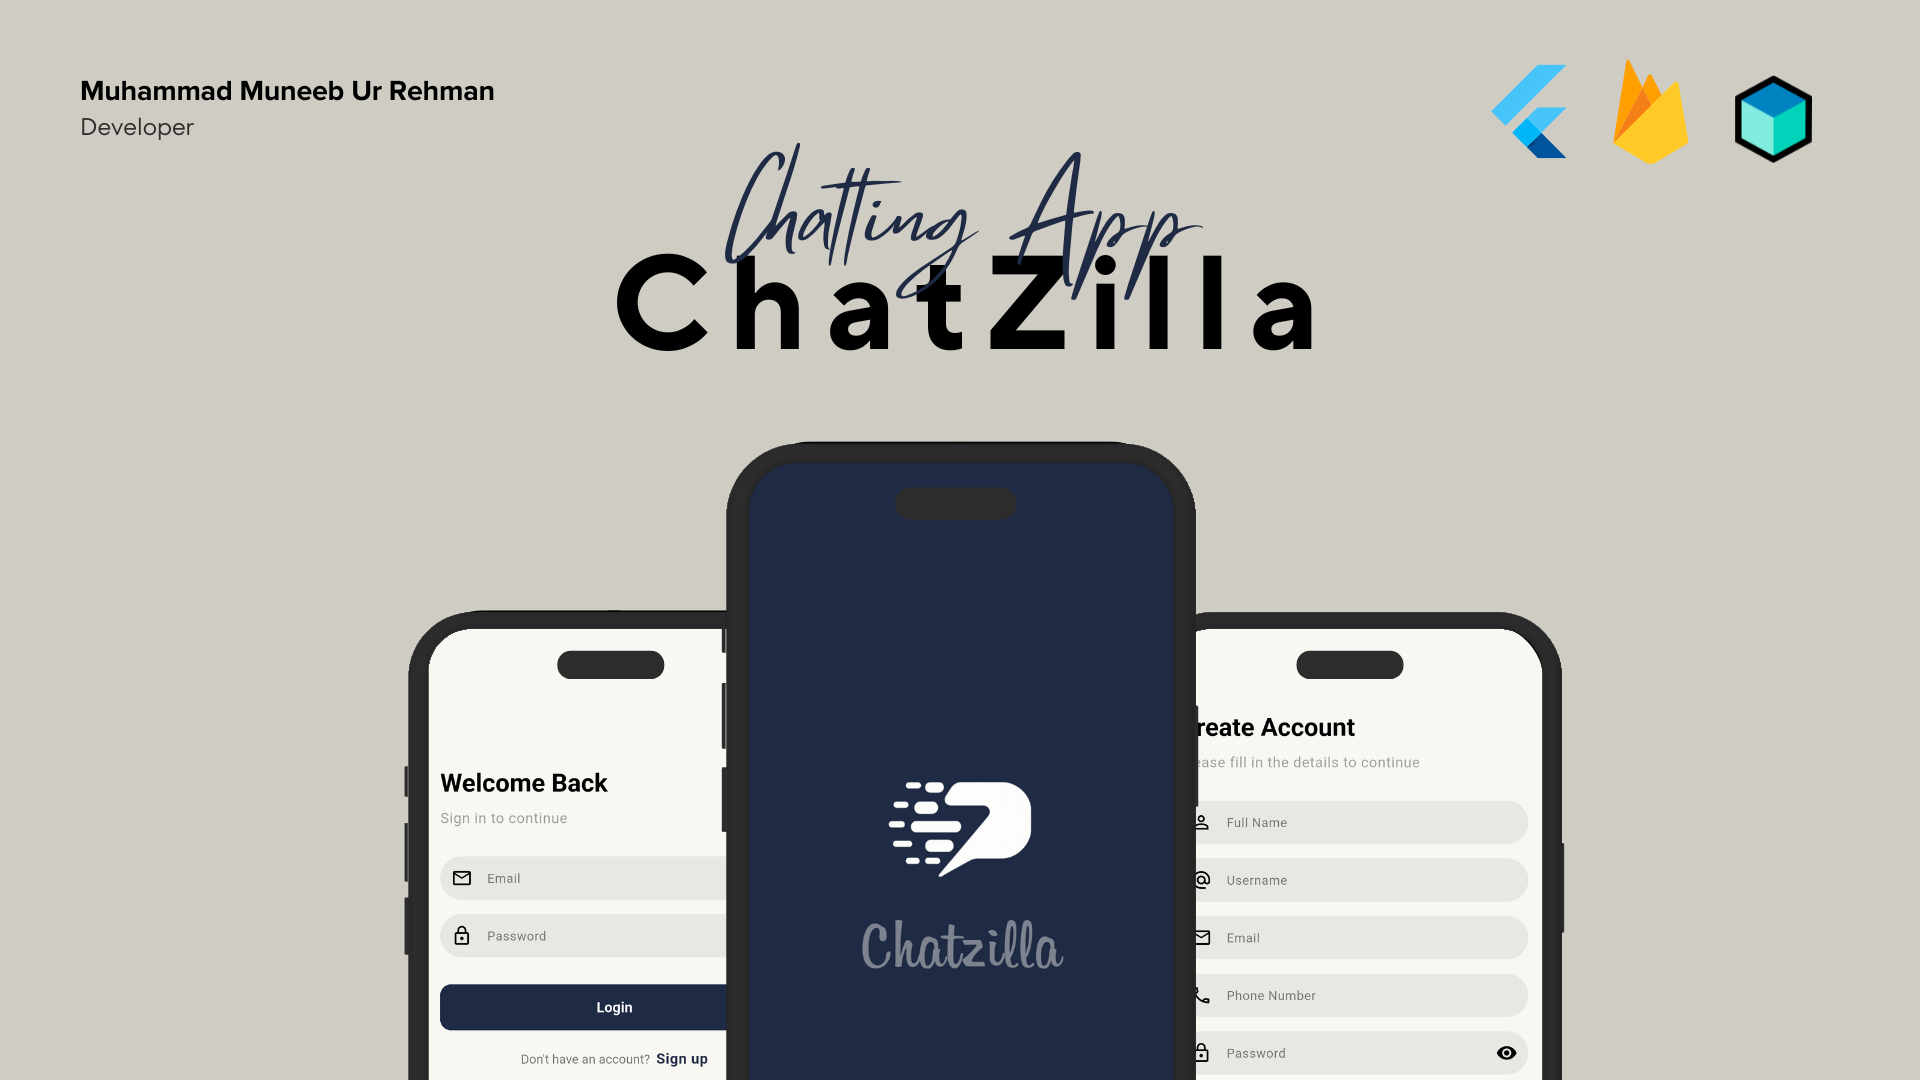 Muhammad Muneeb Ur Rehman
Developer
Chatting App
ChatZilla
Welcome Back
Sign in to continue
Email
Password
Login
Don't have an account? Sign up
Chatzilla
reate Account
ease fill in the details to continue
Full Name
Username
Email
Phone Number
Password